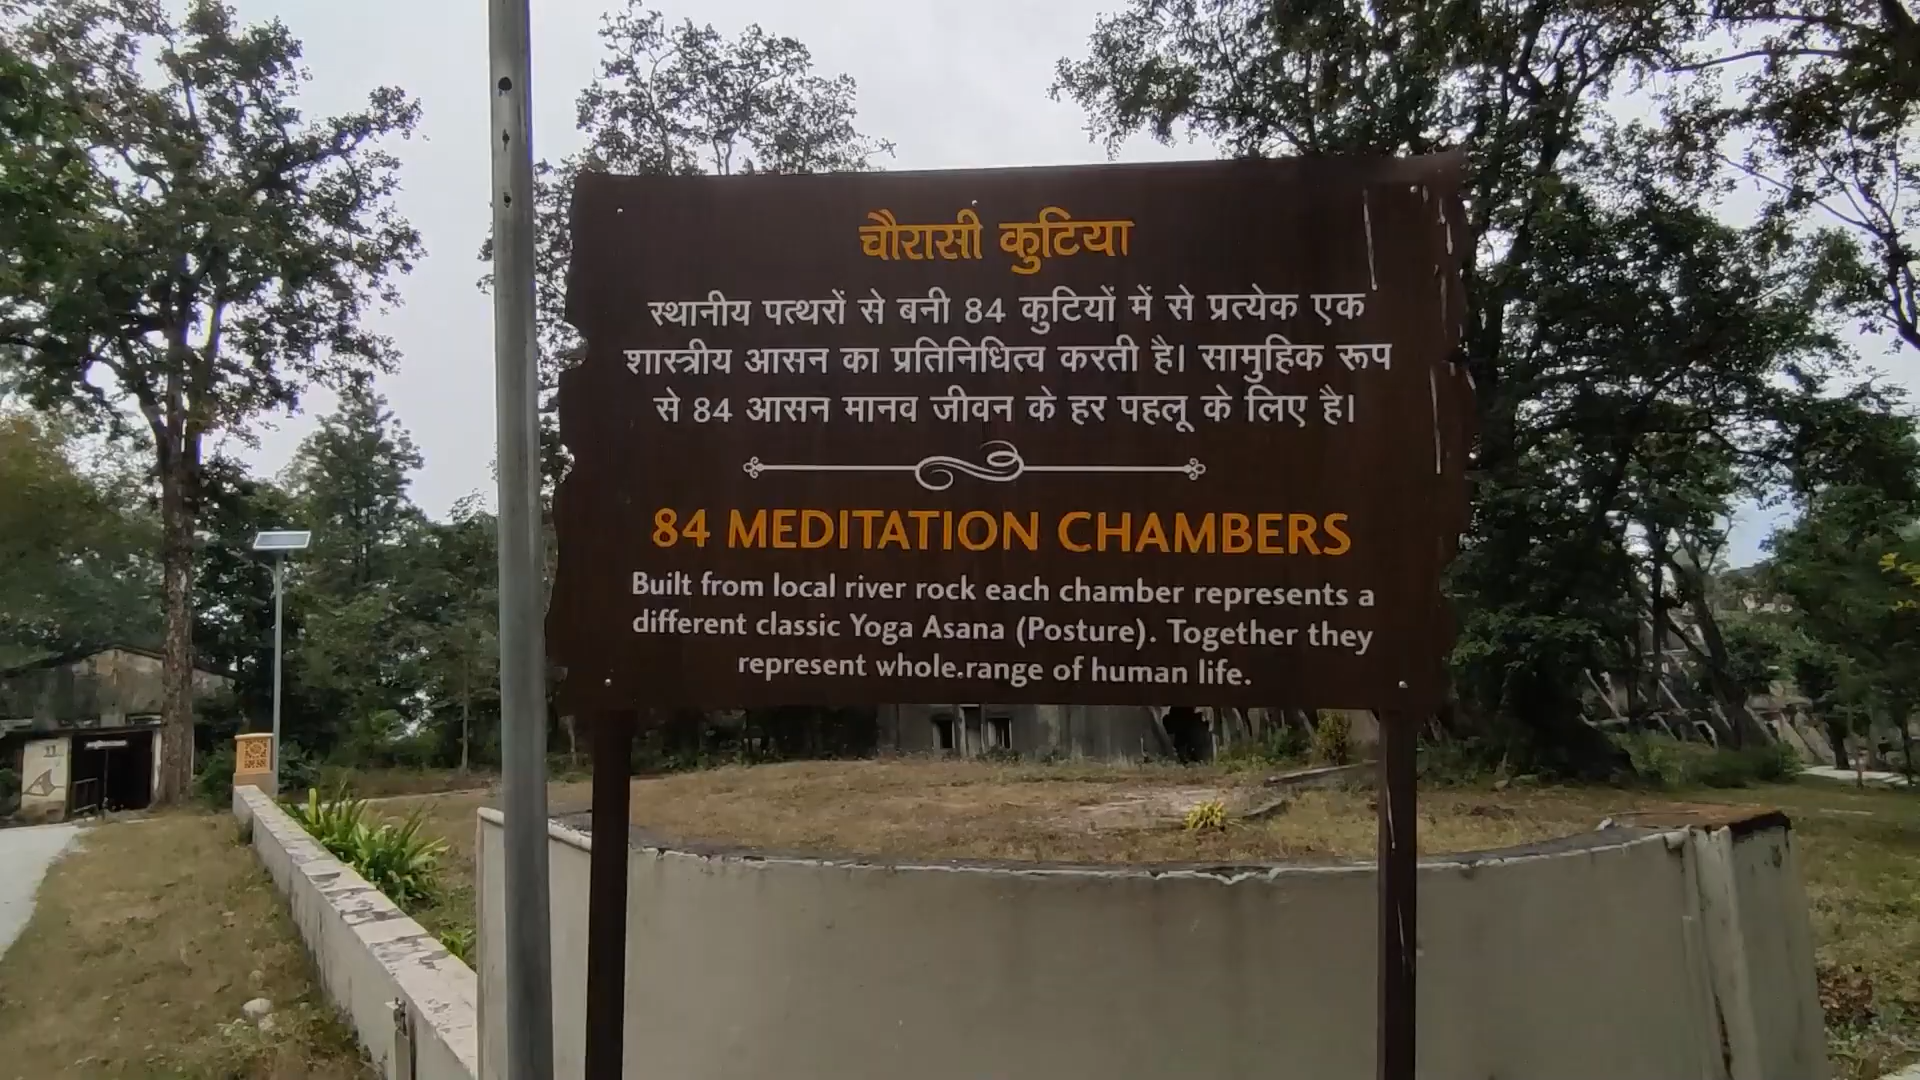 चौरासी कुटिया
स्थानीय पत्थरों से बनी 84 कुटियों में से प्रत्येक एक
शास्त्रीय आसन का प्रतिनिधित्व करती है। सामुहिक रूप
से 84 आसन मानव जीवन के हर पहलू के लिए है।
84 MEDITATION CHAMBERS
Built from local river rock each chamber represents a
different classic Yoga Asana (Posture). Together they
represent whole.range of human life.
11